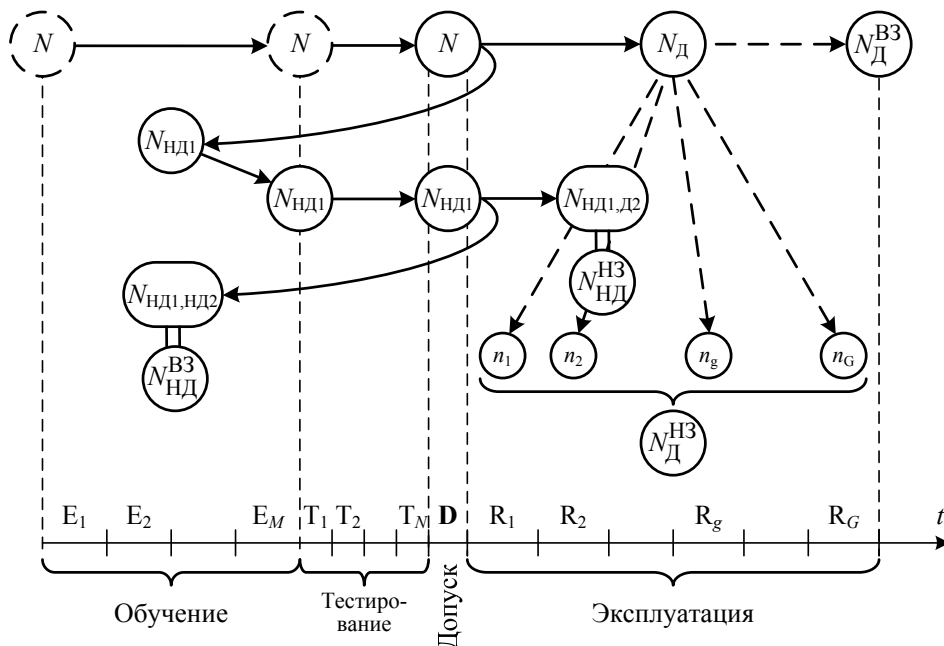 N N N N_Д N_Д^ВЗ
N_НД1
N_НД1 N_НД1 N_НД1,Д2
N_НД1,НД2 N_НД^НЗ
n_1 n_2 n_g n_G
N_НД^ВЗ
N_Д^НЗ
E_1 E_2 E_M T_1 T_2 T_N D R_1 R_2 R_g R_G t
Обучение
Тестиро-
вание
Допуск
Эксплуатация